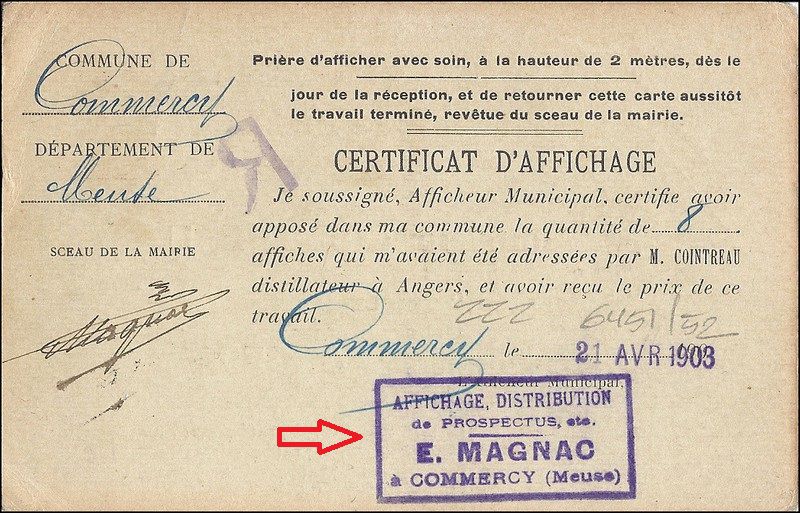 COMMUNE DE
Commercy
DÉPARTEMENT DE
Meuse
SCEAU DE LA MAIRIE
Magnac
Prière d'afficher avec soin, à la hauteur de 2 mètres, dès le
jour de la réception, et de retourner cette carte aussitôt
le travail terminé, revêtue du sceau de la mairie.
CERTIFICAT D'AFFICHAGE
Je soussigné, Afficheur Municipal, certifie avoir
apposé dans ma commune la quantité de 8
affiches qui m'avaient été adressées par M. COINTREAU
distillateur à Angers, et avoir reçu le prix de ce
travail.
222 6451/52
Commercy le 21 AVR 1903
L'Afficheur Municipal,
AFFICHAGE, DISTRIBUTION
de PROSPECTUS, etc.
E. MAGNAC
à COMMERCY (Meuse)